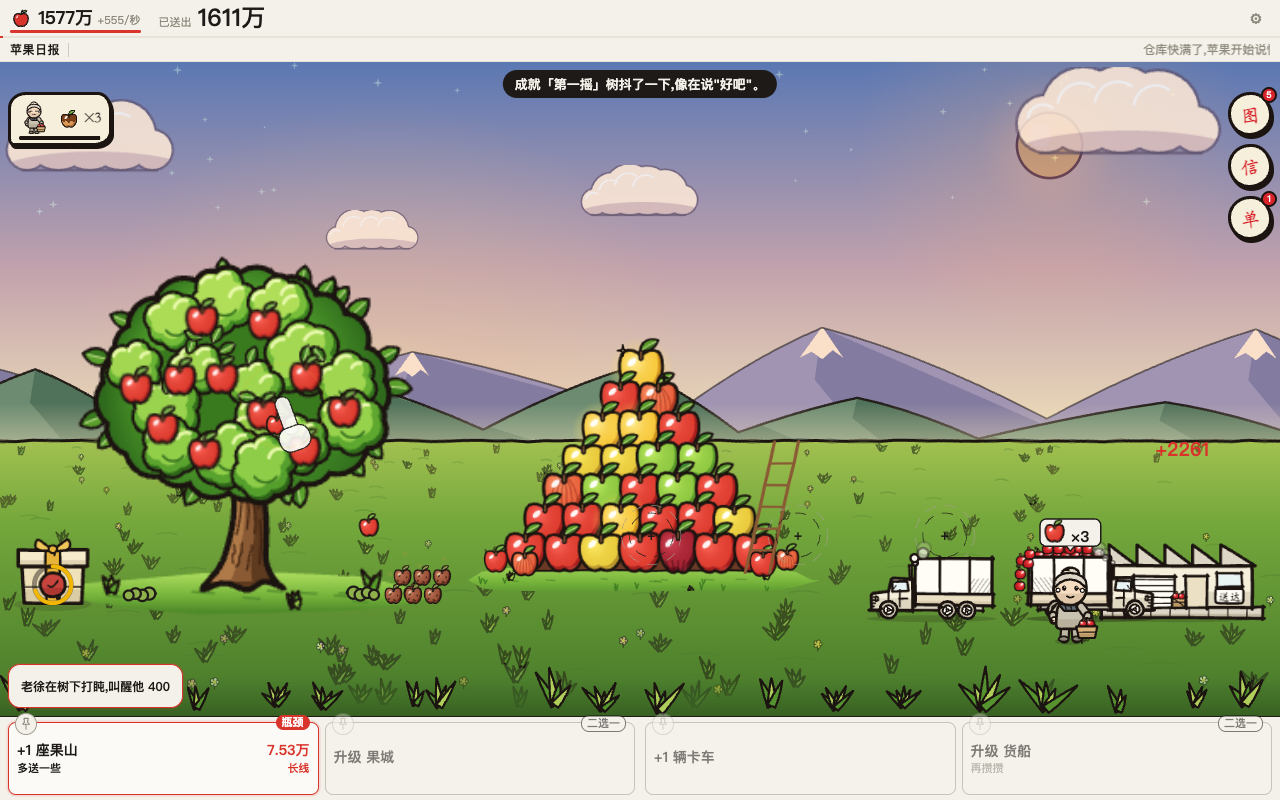 1577万 +555/秒 已送出 1611万
苹果日报
仓库快满了,苹果开始说
成就「第一摇」树抖了一下,像在说"好吧"。
×3
5
图
信
1
单
+2261
×3
送达
老徐在树下打盹,叫醒他 400
瓶颈
+1 座果山 7.53万
多送一些 长线
二选一
升级 果城
+1 辆卡车
二选一
升级 货船
再攒攒